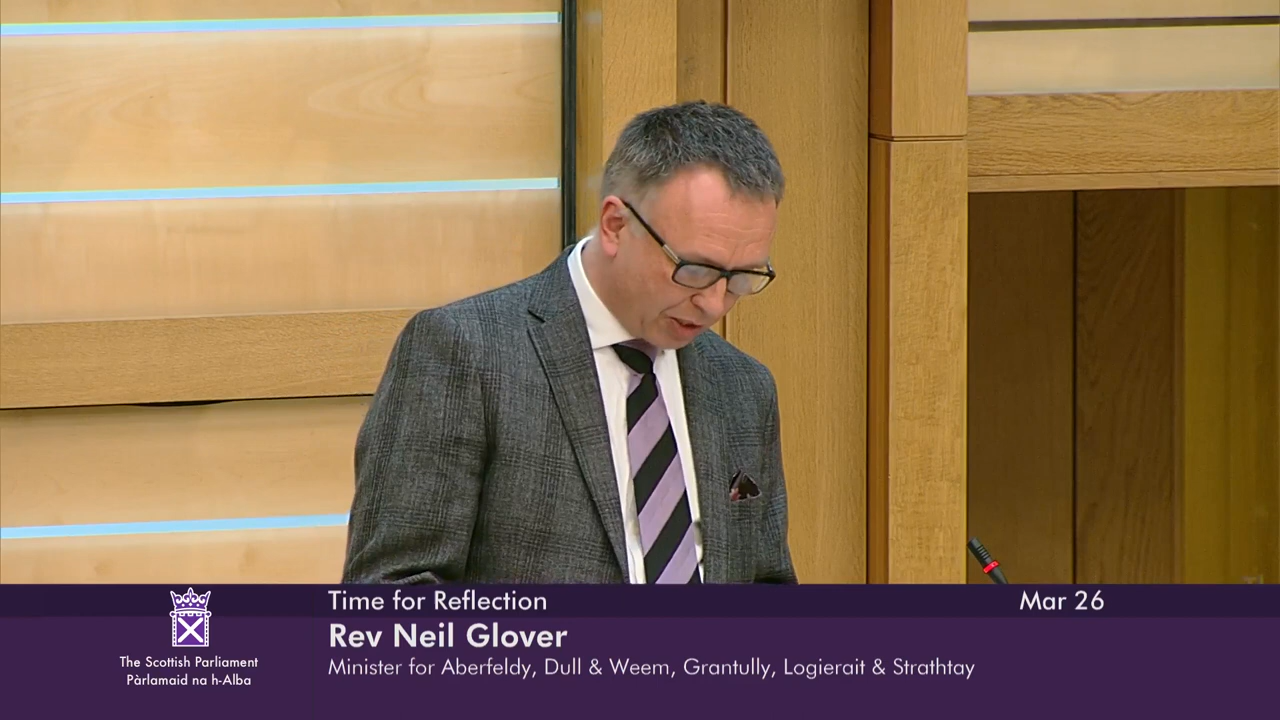 Time for Reflection
Mar 26
Rev Neil Glover
Minister for Aberfeldy, Dull & Weem, Grantully, Logierait & Strathtay
The Scottish Parliament
Pàrlamaid na h-Alba